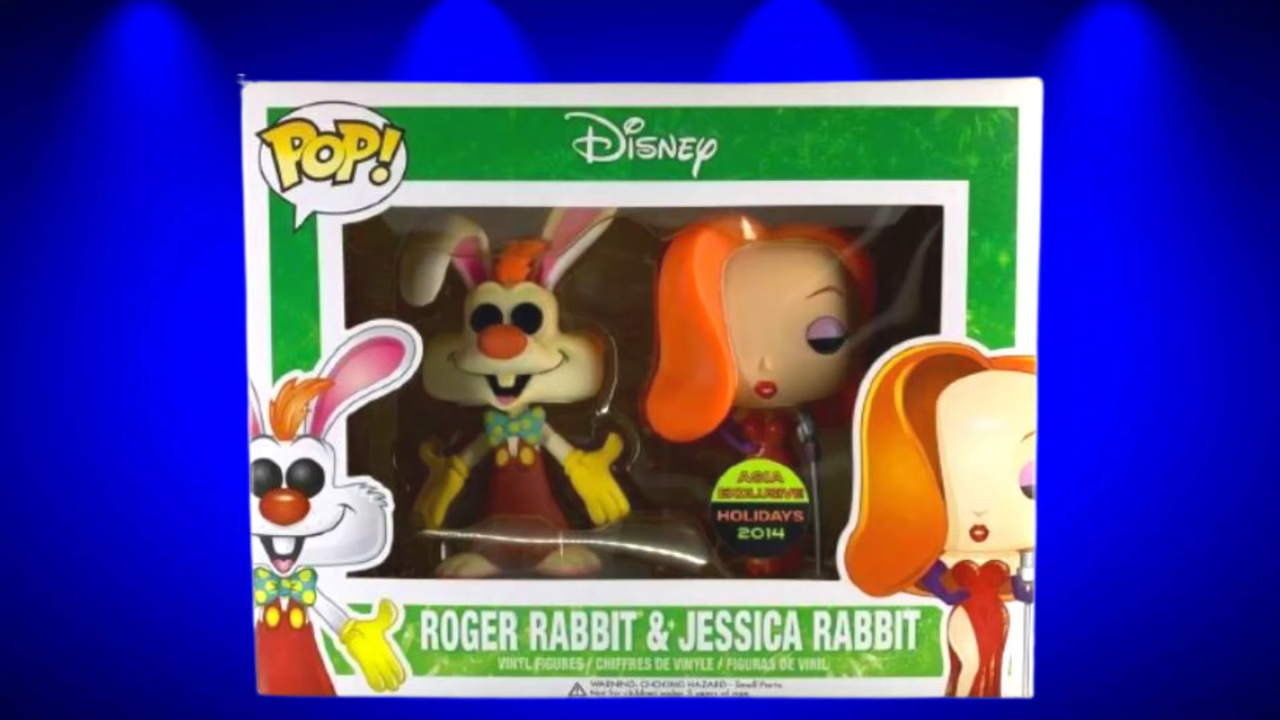 POP!
DISNEY
ASIA
EXCLUSIVE
HOLIDAYS
2014
ROGER RABBIT & JESSICA RABBIT
VINYL FIGURES / CHIFFRES DE VINYLE / FIGURAS DE VINIL
WARNING: CHOKING HAZARD - Small Parts.
Not for children under 3 years of age.